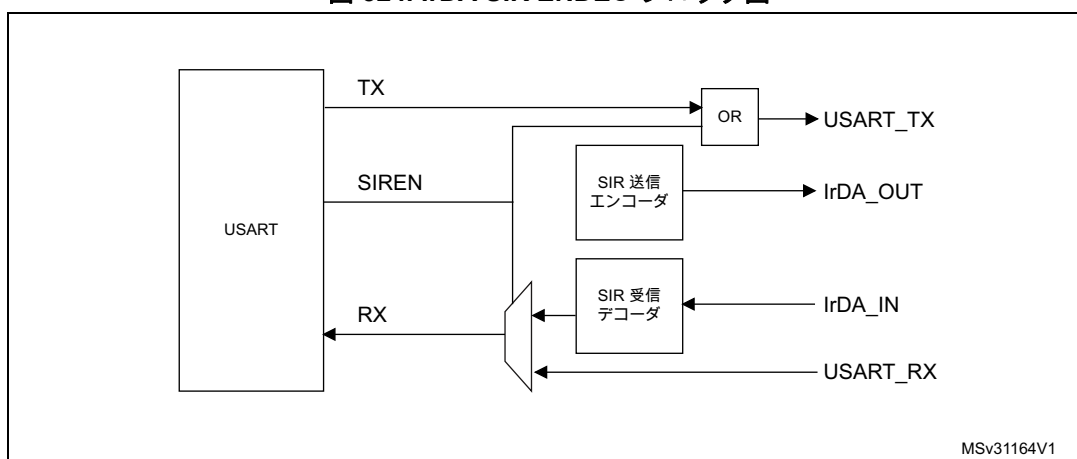 TX
OR
USART_TX
SIREN
SIR 送信
エンコーダ
IrDA_OUT
USART
SIR 受信
デコーダ
IrDA_IN
RX
USART_RX
MSv31164V1